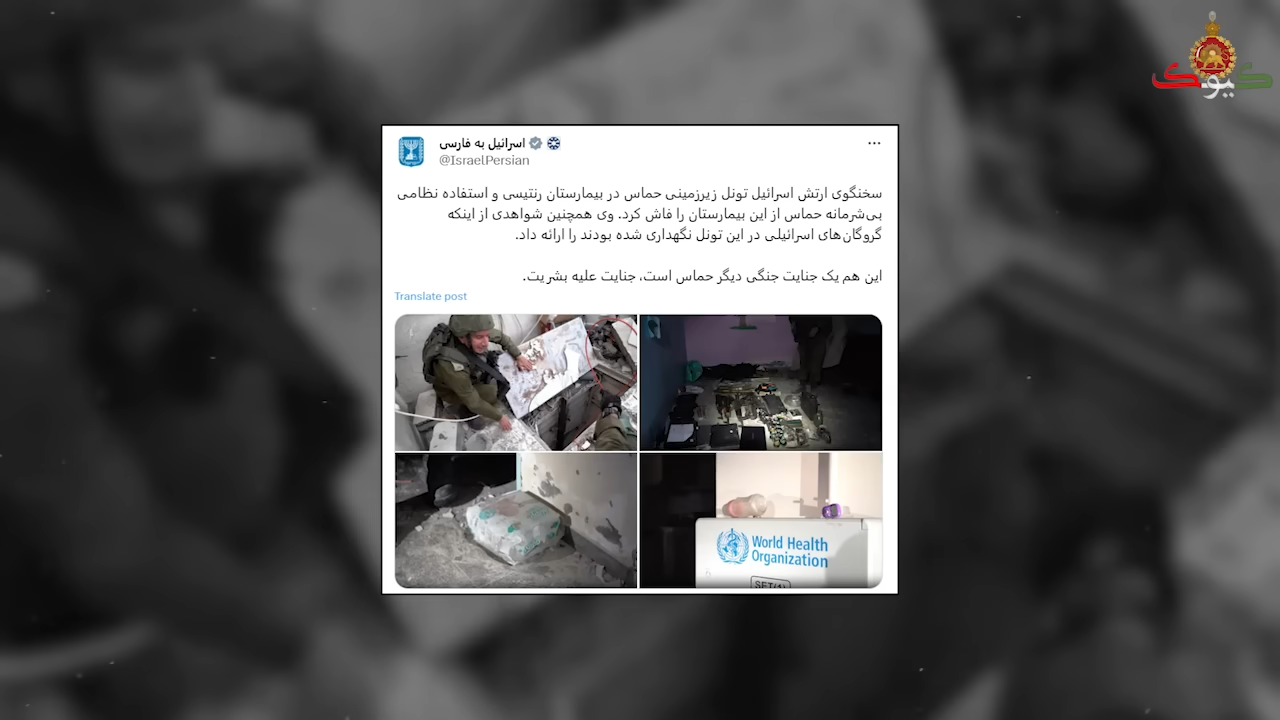 کیوک
اسرائیل به فارسی
@IsraelPersian
سخنگوی ارتش اسرائیل تونل زیرزمینی حماس در بیمارستان رنتیسی و استفاده نظامی
بی‌شرمانه حماس از این بیمارستان را فاش کرد. وی همچنین شواهدی از اینکه
گروگان‌های اسرائیلی در این تونل نگهداری شده بودند را ارائه داد.
این هم یک جنایت جنگی دیگر حماس است، جنایت علیه بشریت.
Translate post
World Health
Organization
SET(1)